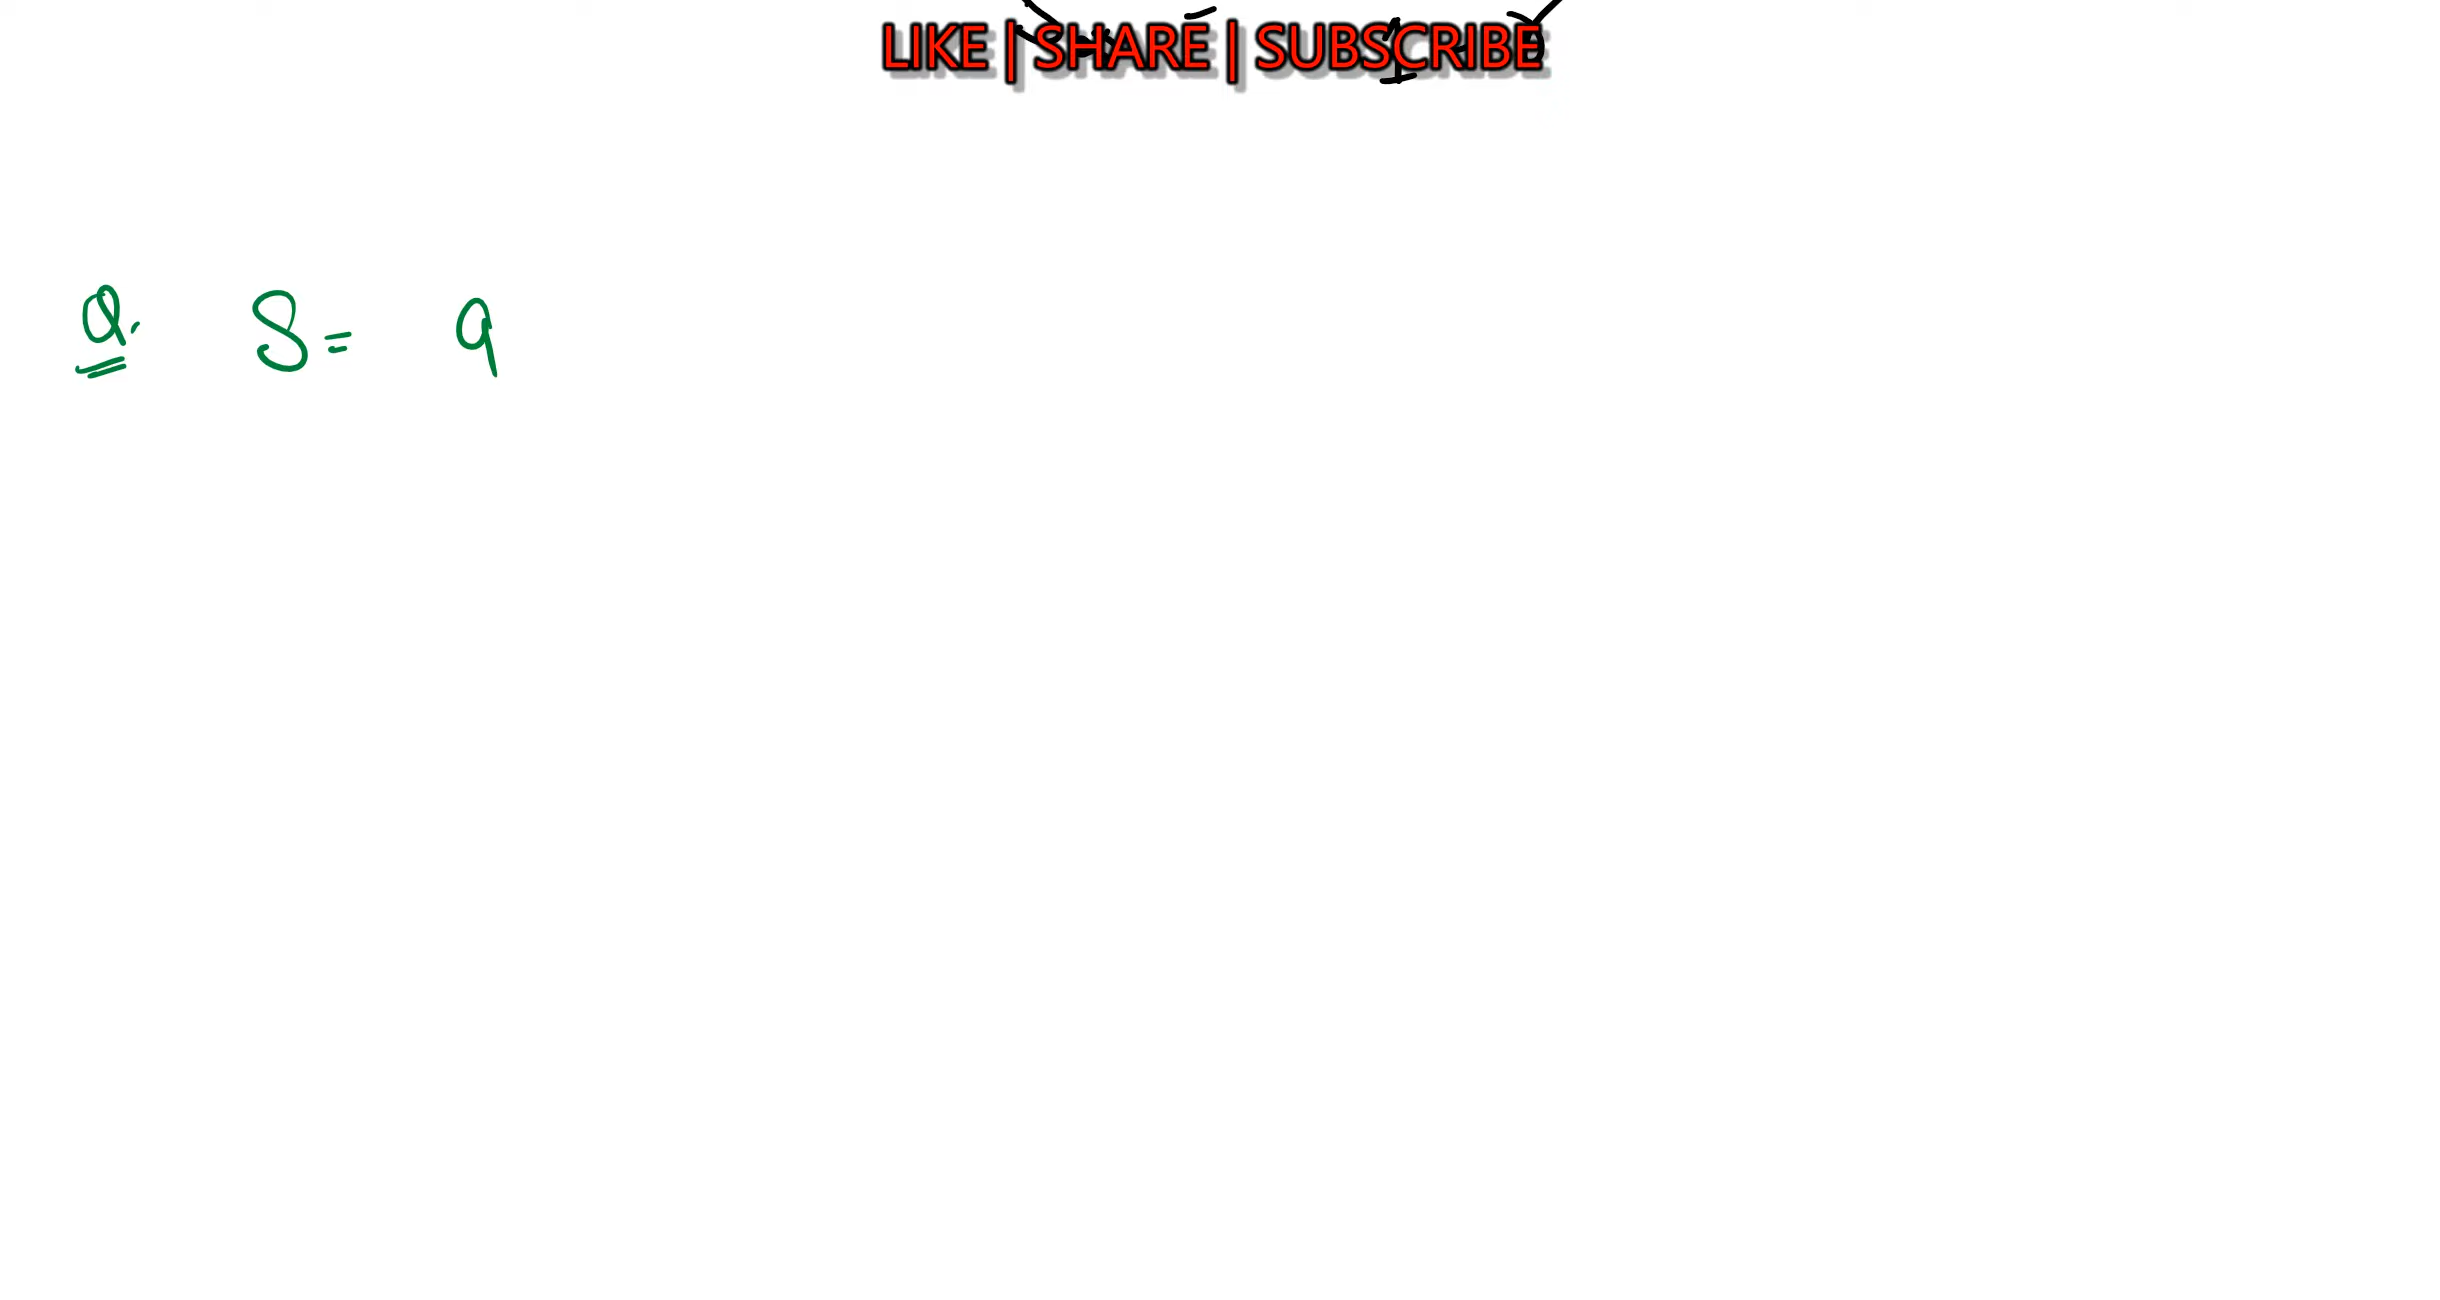 LIKE | SHARE | SUBSCRIBE
Q. S = 9